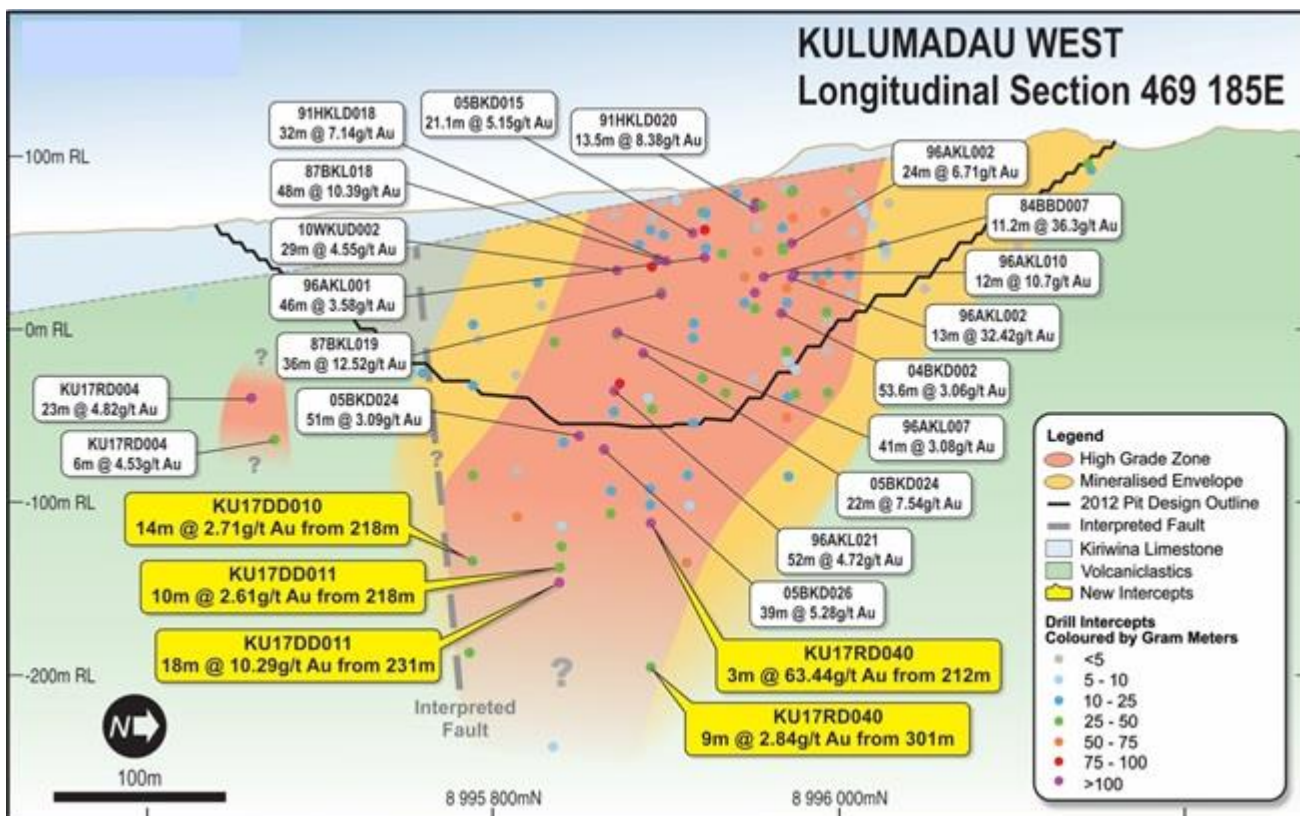 KULUMADAU WEST
Longitudinal Section 469 185E
91HKLD018
32m @ 7.14g/t Au
05BKD015
21.1m @ 5.15g/t Au
91HKLD020
13.5m @ 8.38g/t Au
100m RL
96AKL002
24m @ 6.71g/t Au
87BKL018
48m @ 10.39g/t Au
84BBD007
11.2m @ 36.3g/t Au
10WKUD002
29m @ 4.55g/t Au
96AKL010
12m @ 10.7g/t Au
96AKL001
46m @ 3.58g/t Au
96AKL002
13m @ 32.42g/t Au
0m RL
87BKL019
36m @ 12.52g/t Au
?
04BKD002
53.6m @ 3.06g/t Au
KU17RD004
23m @ 4.82g/t Au
05BKD024
51m @ 3.09g/t Au
96AKL007
41m @ 3.08g/t Au
KU17RD004
6m @ 4.53g/t Au
?
?
05BKD024
22m @ 7.54g/t Au
-100m RL
KU17DD010
14m @ 2.71g/t Au from 218m
96AKL021
52m @ 4.72g/t Au
KU17DD011
10m @ 2.61g/t Au from 218m
05BKD026
39m @ 5.28g/t Au
KU17DD011
18m @ 10.29g/t Au from 231m
KU17RD040
3m @ 63.44g/t Au from 212m
-200m RL
?
Interpreted
Fault
KU17RD040
9m @ 2.84g/t Au from 301m
N
100m
8 995 800mN
8 996 000mN
Legend
High Grade Zone
Mineralised Envelope
2012 Pit Design Outline
Interpreted Fault
Kiriwina Limestone
Volcaniclastics
New Intercepts
Drill Intercepts
Coloured by Gram Meters
<5
5 - 10
10 - 25
25 - 50
50 - 75
75 - 100
>100